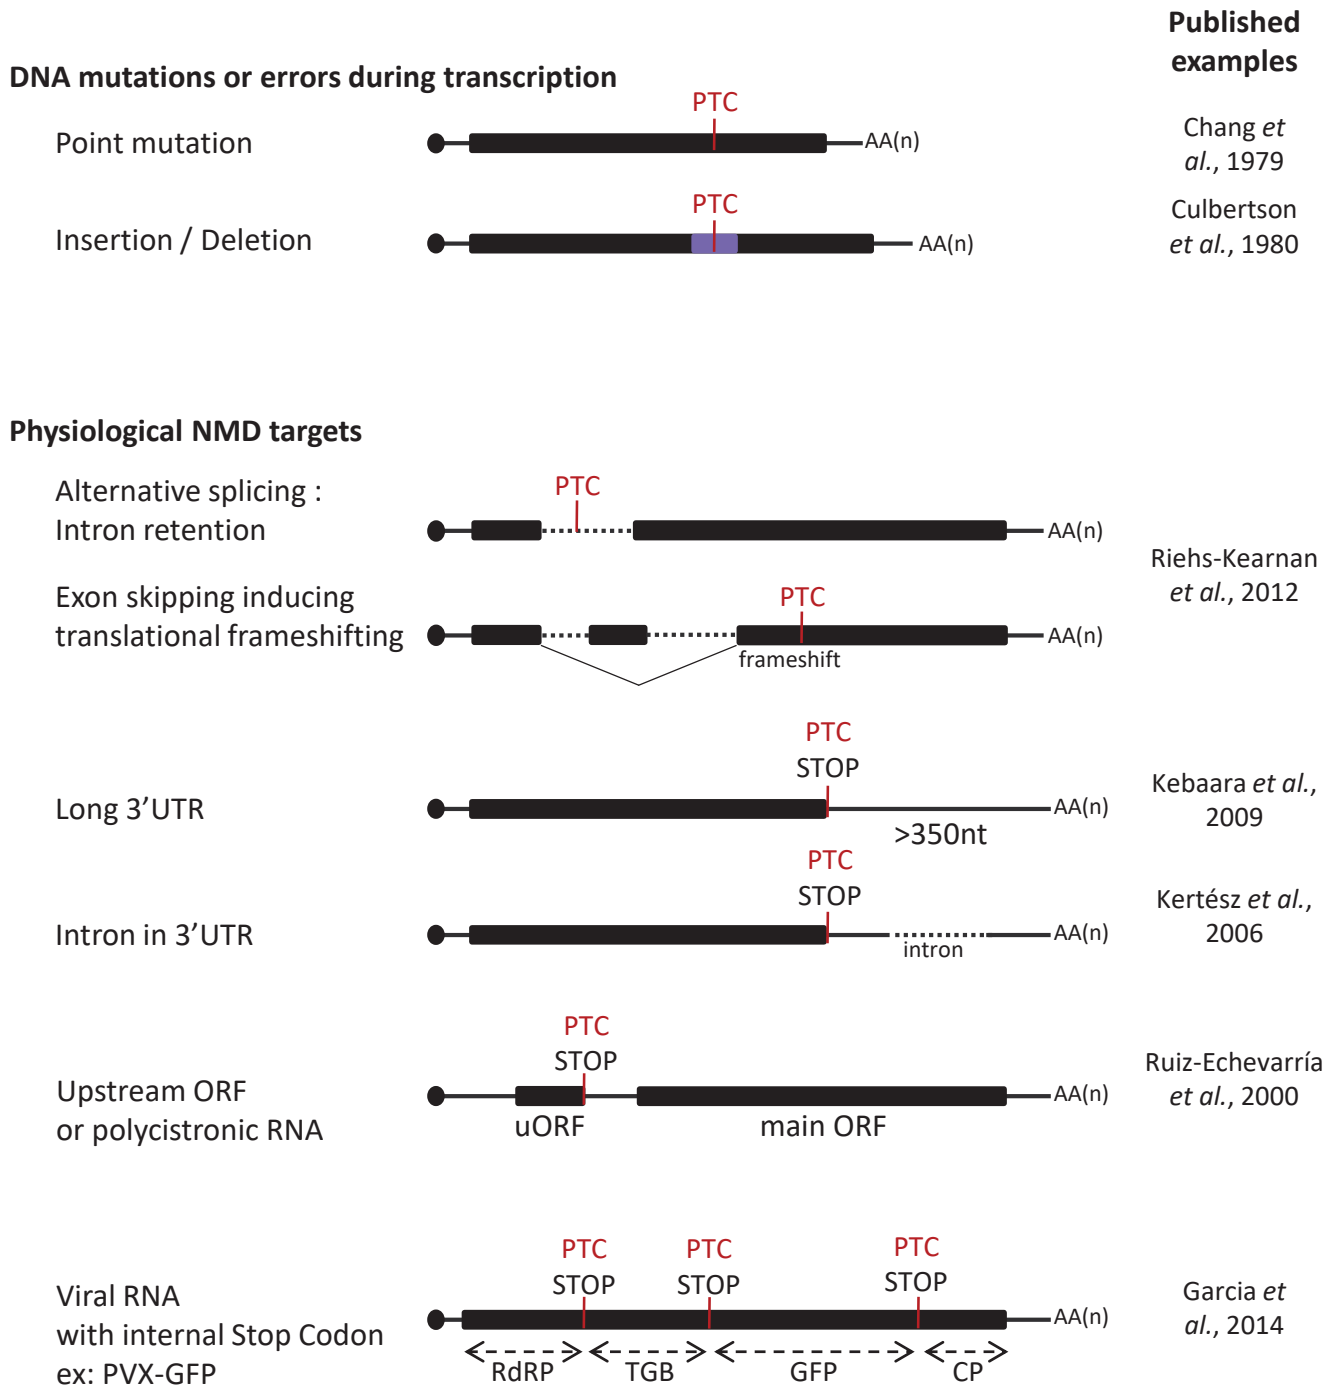 Published
examples
DNA mutations or errors during transcription
PTC
Point mutation
AA(n)
Chang et
al., 1979
PTC
Insertion / Deletion
AA(n)
Culbertson
et al., 1980
Physiological NMD targets
Alternative splicing :
Intron retention
PTC
AA(n)
Riehs-Kearnan
et al., 2012
Exon skipping inducing
translational frameshifting
PTC
AA(n)
frameshift
PTC
STOP
Long 3’UTR
AA(n)
>350nt
Kebaara et al.,
2009
PTC
STOP
Intron in 3’UTR
AA(n)
intron
Kertész et al.,
2006
PTC
STOP
Upstream ORF
or polycistronic RNA
AA(n)
uORF
main ORF
Ruiz-Echevarría
et al., 2000
PTC PTC PTC
STOP STOP STOP
Viral RNA
with internal Stop Codon
ex: PVX-GFP
AA(n)
RdRP TGB GFP CP
Garcia et
al., 2014